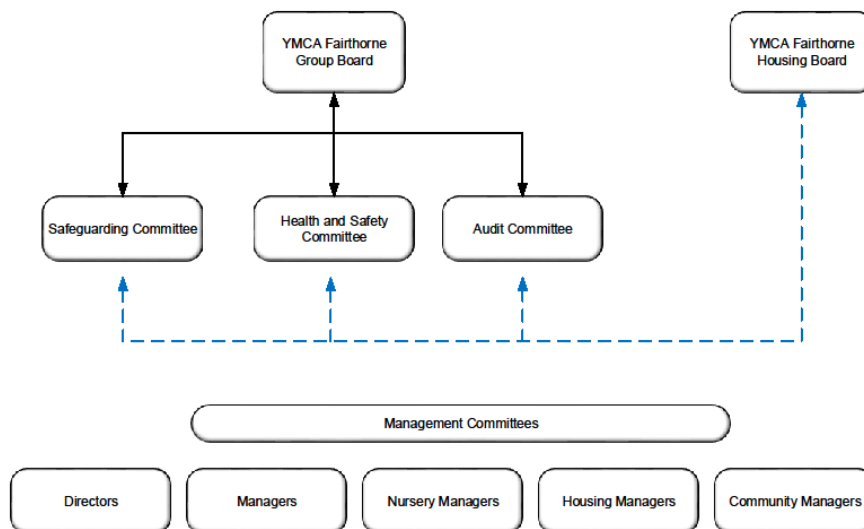 YMCA Fairthorne
Group Board
YMCA Fairthorne
Housing Board
Safeguarding Committee
Health and Safety
Committee
Audit Committee
Management Committees
Directors
Managers
Nursery Managers
Housing Managers
Community Managers